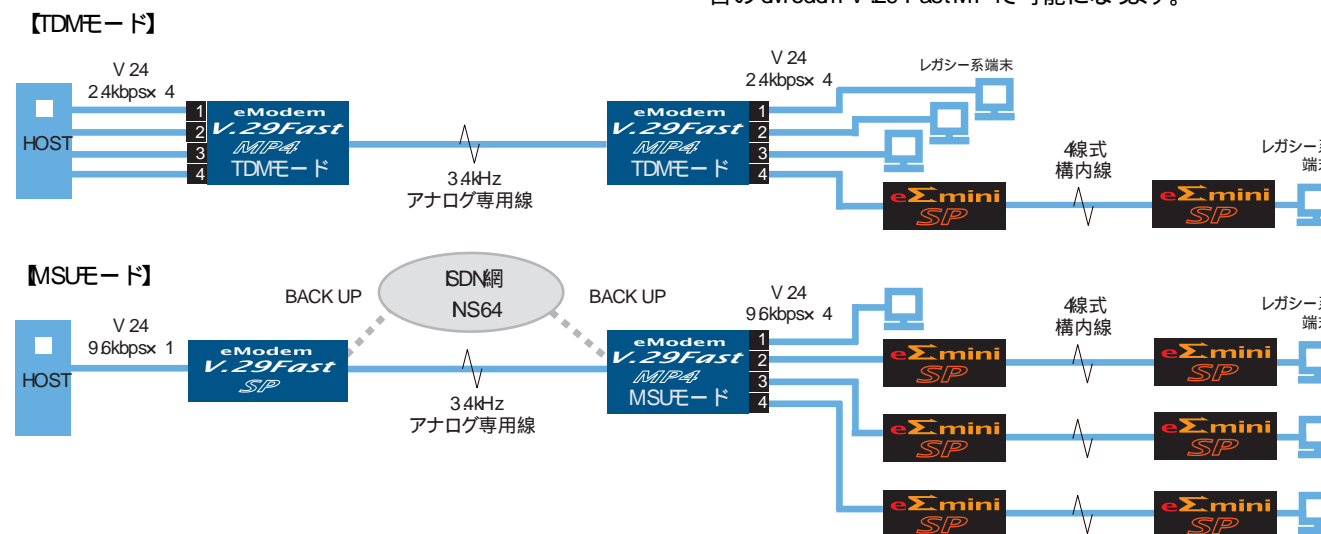 【TDMモード】
V 24
2.4kbps× 4
HOST
1
2
3
4
eModem
V.29Fast
MP4
TDMモード
3.4kHz
アナログ専用線
V 24
2.4kbps× 4
eModem
V.29Fast
MP4
TDMモード
1
2
3
4
レガシー系端末
eΣmini
SP
4線式
構内線
eΣmini
SP
【MSUモード】
V 24
9.6kbps× 1
HOST
eModem
V.29Fast
SP
BACK UP
ISDN網
INS64
BACK UP
3.4kHz
アナログ専用線
V 24
9.6kbps× 4
eModem
V.29Fast
MP4
MSUモード
1
2
3
4
4線式
構内線
eΣmini
SP
eΣmini
SP
eΣmini
SP
eΣmini
SP
eΣmini
SP
eΣmini
SP